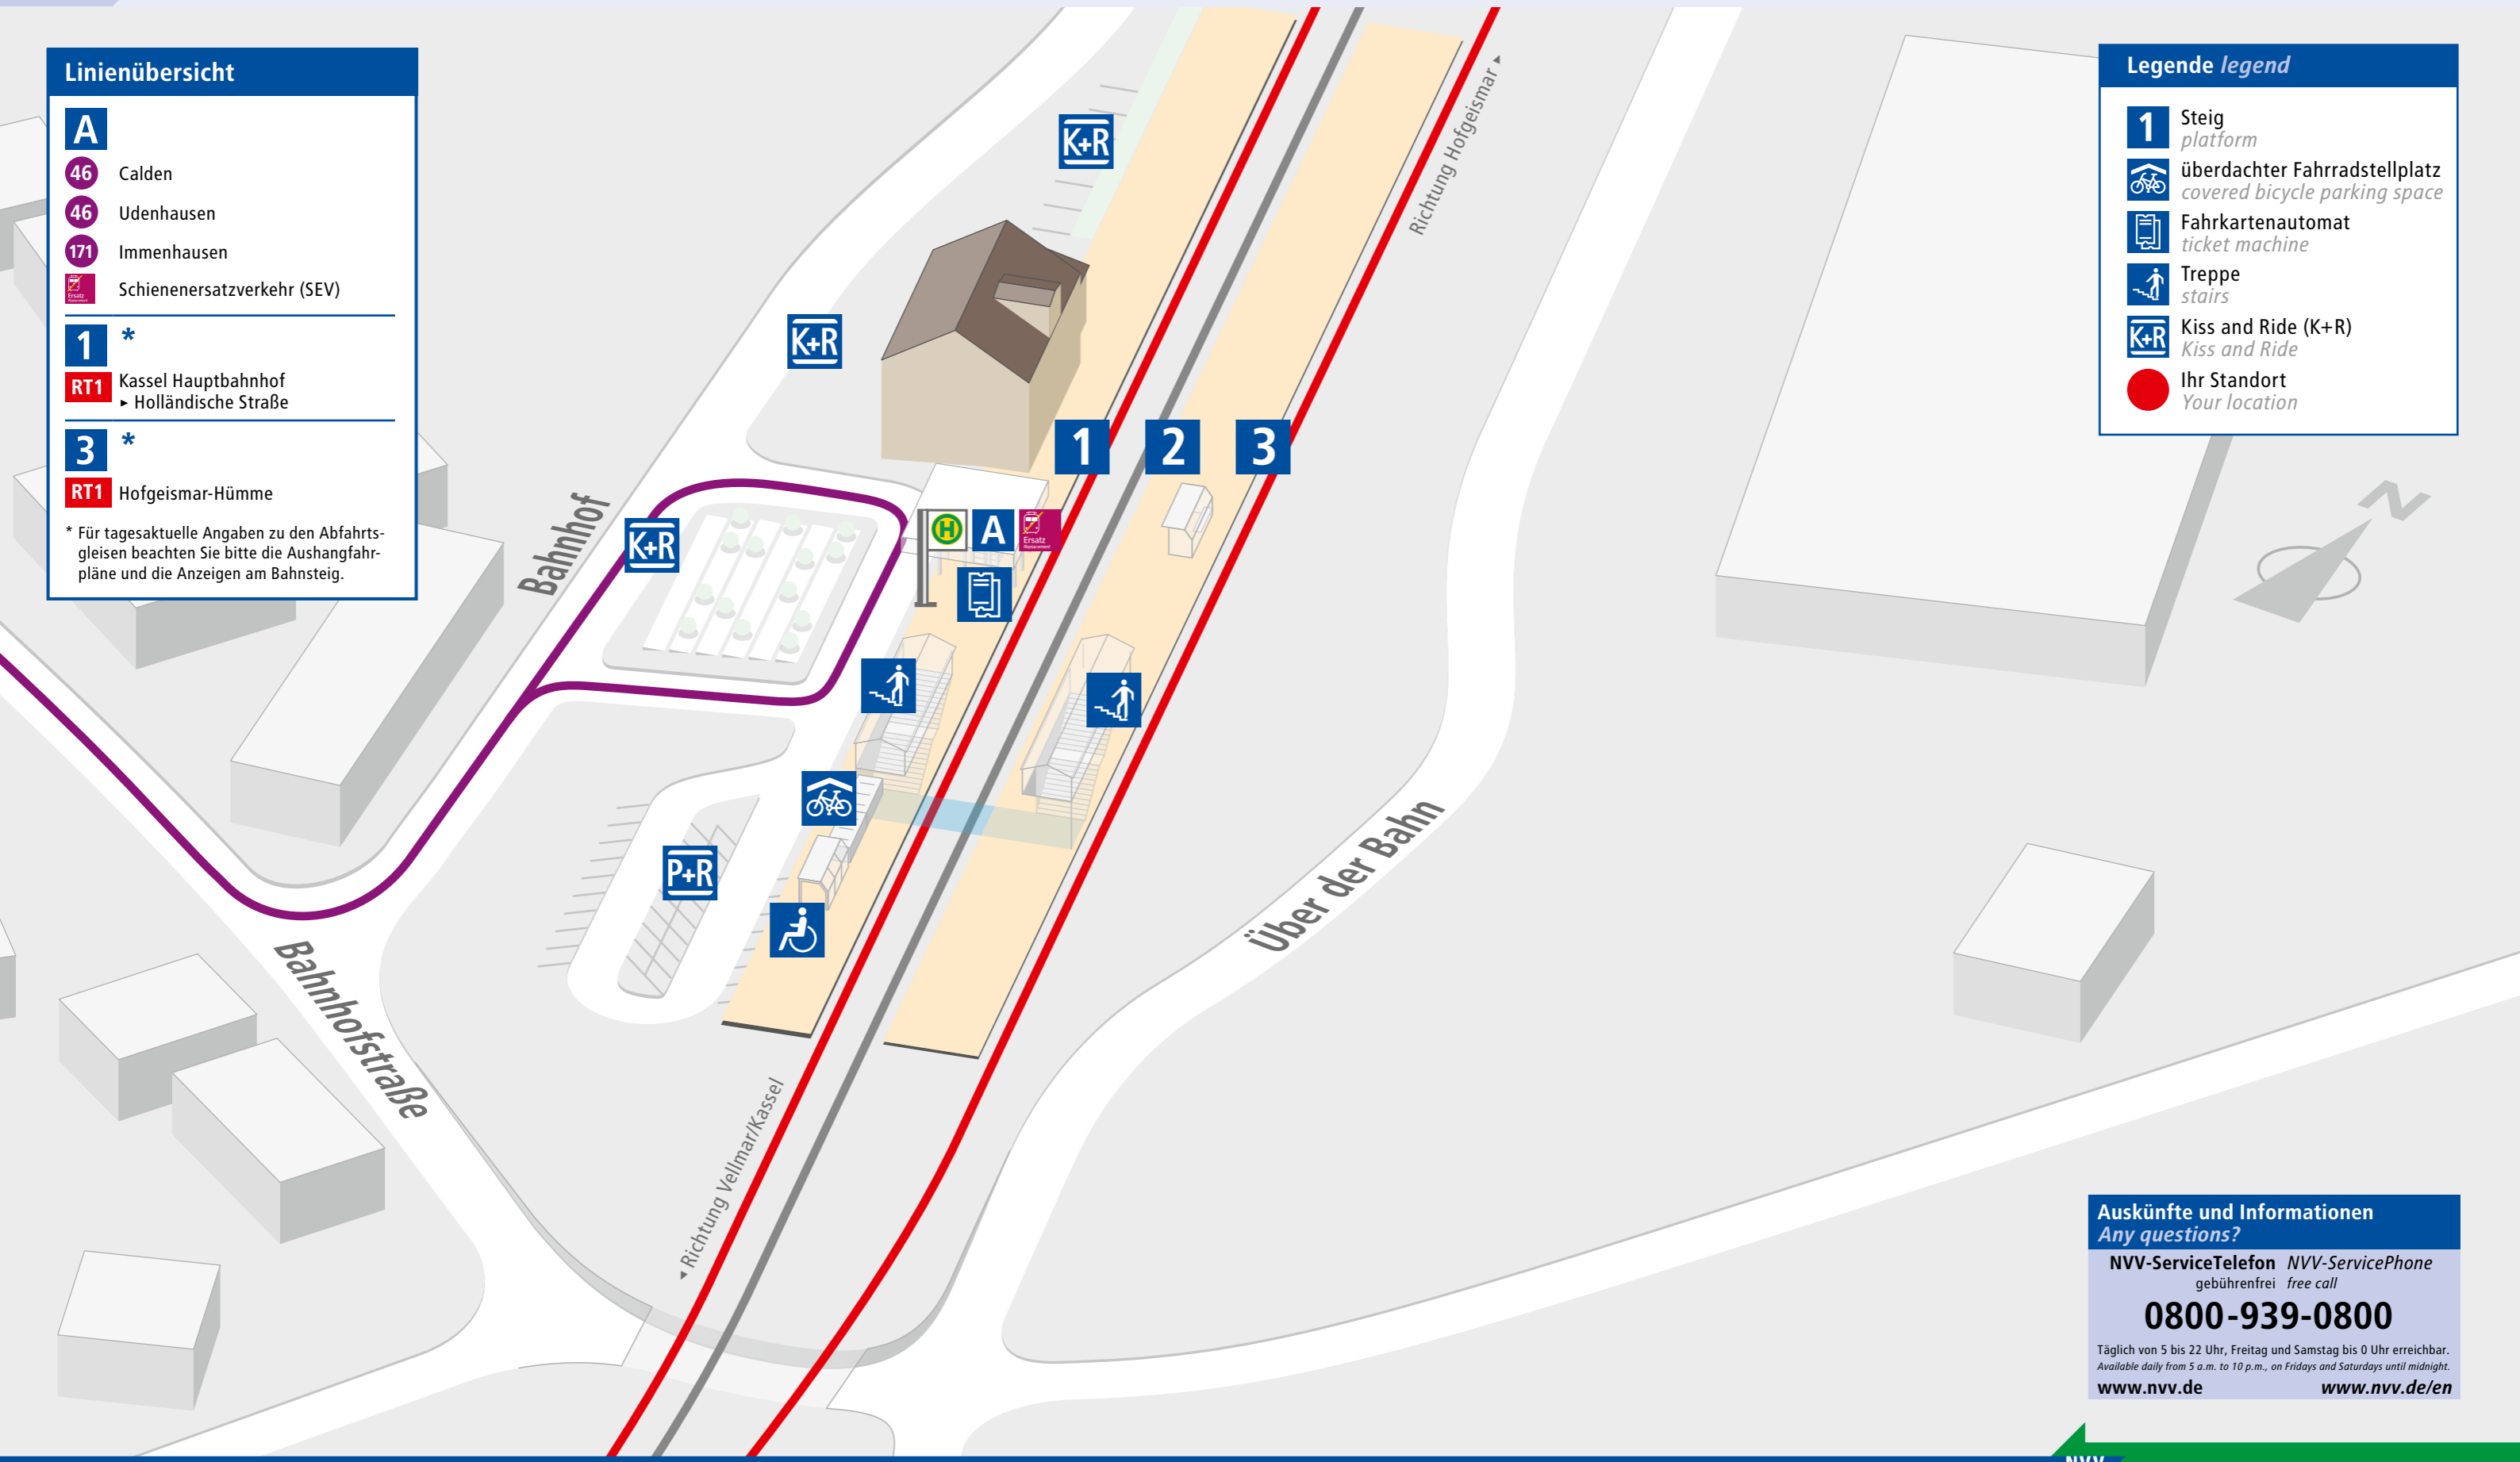 Linienübersicht
A
46 Calden
46 Udenhausen
171 Immenhausen
Ersatz
Replacement
Schienenersatzverkehr (SEV)
1 *
RT1 Kassel Hauptbahnhof
▸ Holländische Straße
3 *
RT1 Hofgeismar-Hümme
* Für tagesaktuelle Angaben zu den Abfahrts-
gleisen beachten Sie bitte die Aushangfahr-
pläne und die Anzeigen am Bahnsteig.
Legende legend
1 Steig
platform
überdachter Fahrradstellplatz
covered bicycle parking space
Fahrkartenautomat
ticket machine
Treppe
stairs
K+R Kiss and Ride (K+R)
Kiss and Ride
Ihr Standort
Your location
K+R
Richtung Hofgeismar ▸
K+R
1 2 3
N
Bahnhof
K+R
H A Ersatz
Replacement
P+R
Über der Bahn
Bahnhofstraße
◂ Richtung Vellmar/Kassel
Auskünfte und Informationen
Any questions?
NVV-ServiceTelefon NVV-ServicePhone
gebührenfrei free call
0800-939-0800
Täglich von 5 bis 22 Uhr, Freitag und Samstag bis 0 Uhr erreichbar.
Available daily from 5 a.m. to 10 p.m., on Fridays and Saturdays until midnight.
www.nvv.de www.nvv.de/en
NVV